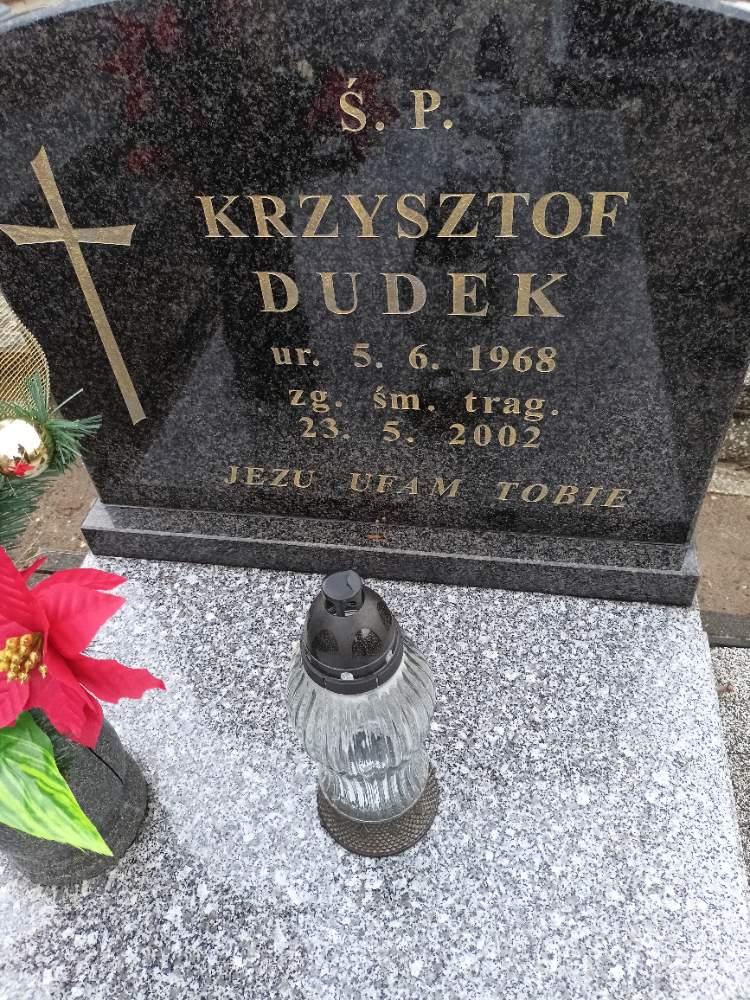 Ś. P.
KRZYSZTOF
DUDEK
ur. 5. 6. 1968
zg. śm. trag.
23. 5. 2002
JEZU UFAM TOBIE